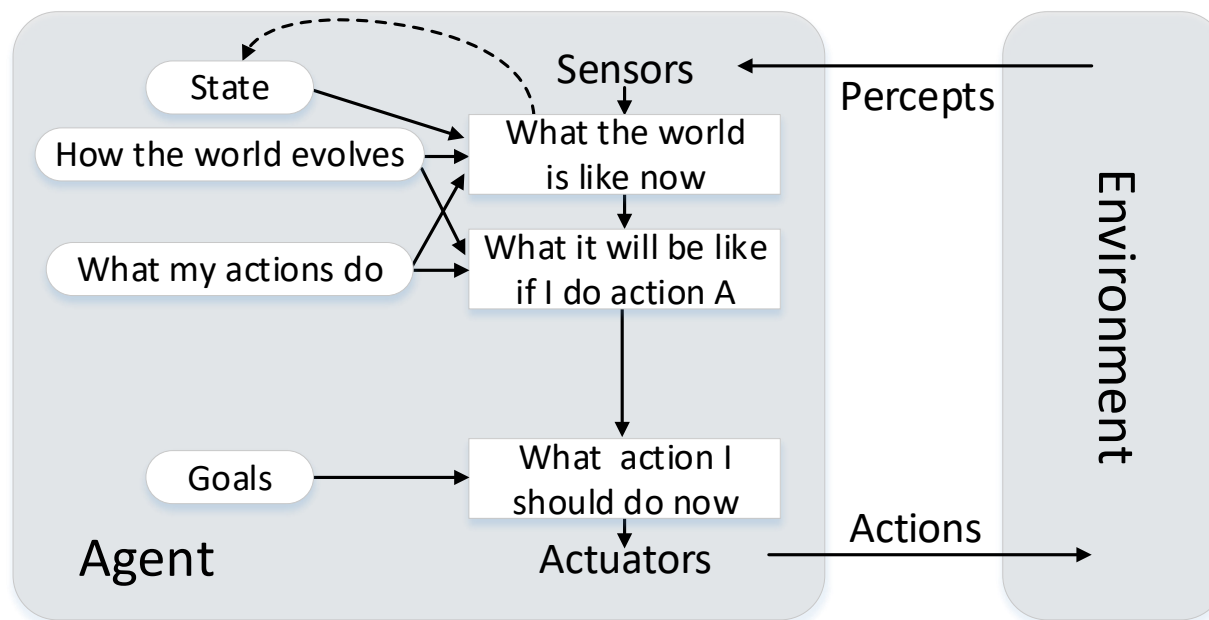 State
Sensors
Percepts
How the world evolves
What the world
is like now
What my actions do
What it will be like
if I do action A
Environment
Goals
What  action I
should do now
Agent
Actuators
Actions